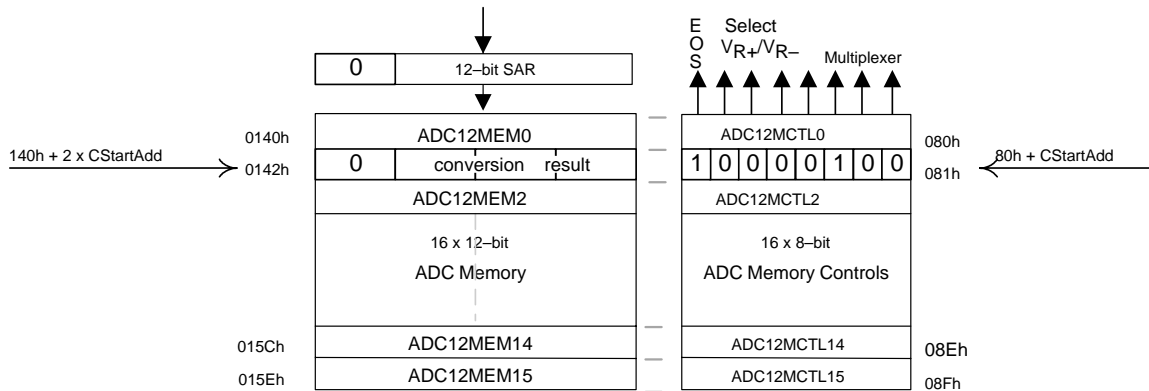 E
O
S
Select
VR+/VR–
Multiplexer
0 12–bit SAR
0140h ADC12MEM0 ADC12MCTL0 080h
140h + 2 x CStartAdd 0142h 0 conversion result 1 0 0 0 0 1 0 0 081h 80h + CStartAdd
ADC12MEM2 ADC12MCTL2
16 x 12–bit 16 x 8–bit
ADC Memory ADC Memory Controls
015Ch ADC12MEM14 ADC12MCTL14 08Eh
015Eh ADC12MEM15 ADC12MCTL15 08Fh